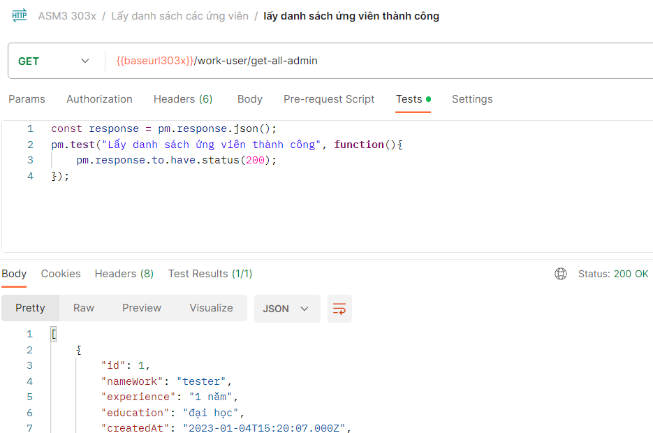 HTTP ASM3 303x / Lấy danh sách các ứng viên / lấy danh sách ứng viên thành công
GET {{baseurl303x}}/work-user/get-all-admin
Params Authorization Headers (6) Body Pre-request Script Tests Settings
1 const response = pm.response.json();
2 pm.test("Lấy danh sách ứng viên thành công", function(){
3 pm.response.to.have.status(200);
4 });
Body Cookies Headers (8) Test Results (1/1) Status: 200 OK
Pretty Raw Preview Visualize JSON
1 [
2 {
3 "id": 1,
4 "nameWork": "tester",
5 "experience": "1 năm",
6 "education": "đại học",
7 "createdAt": "2023-01-04T15:20:07.000Z",